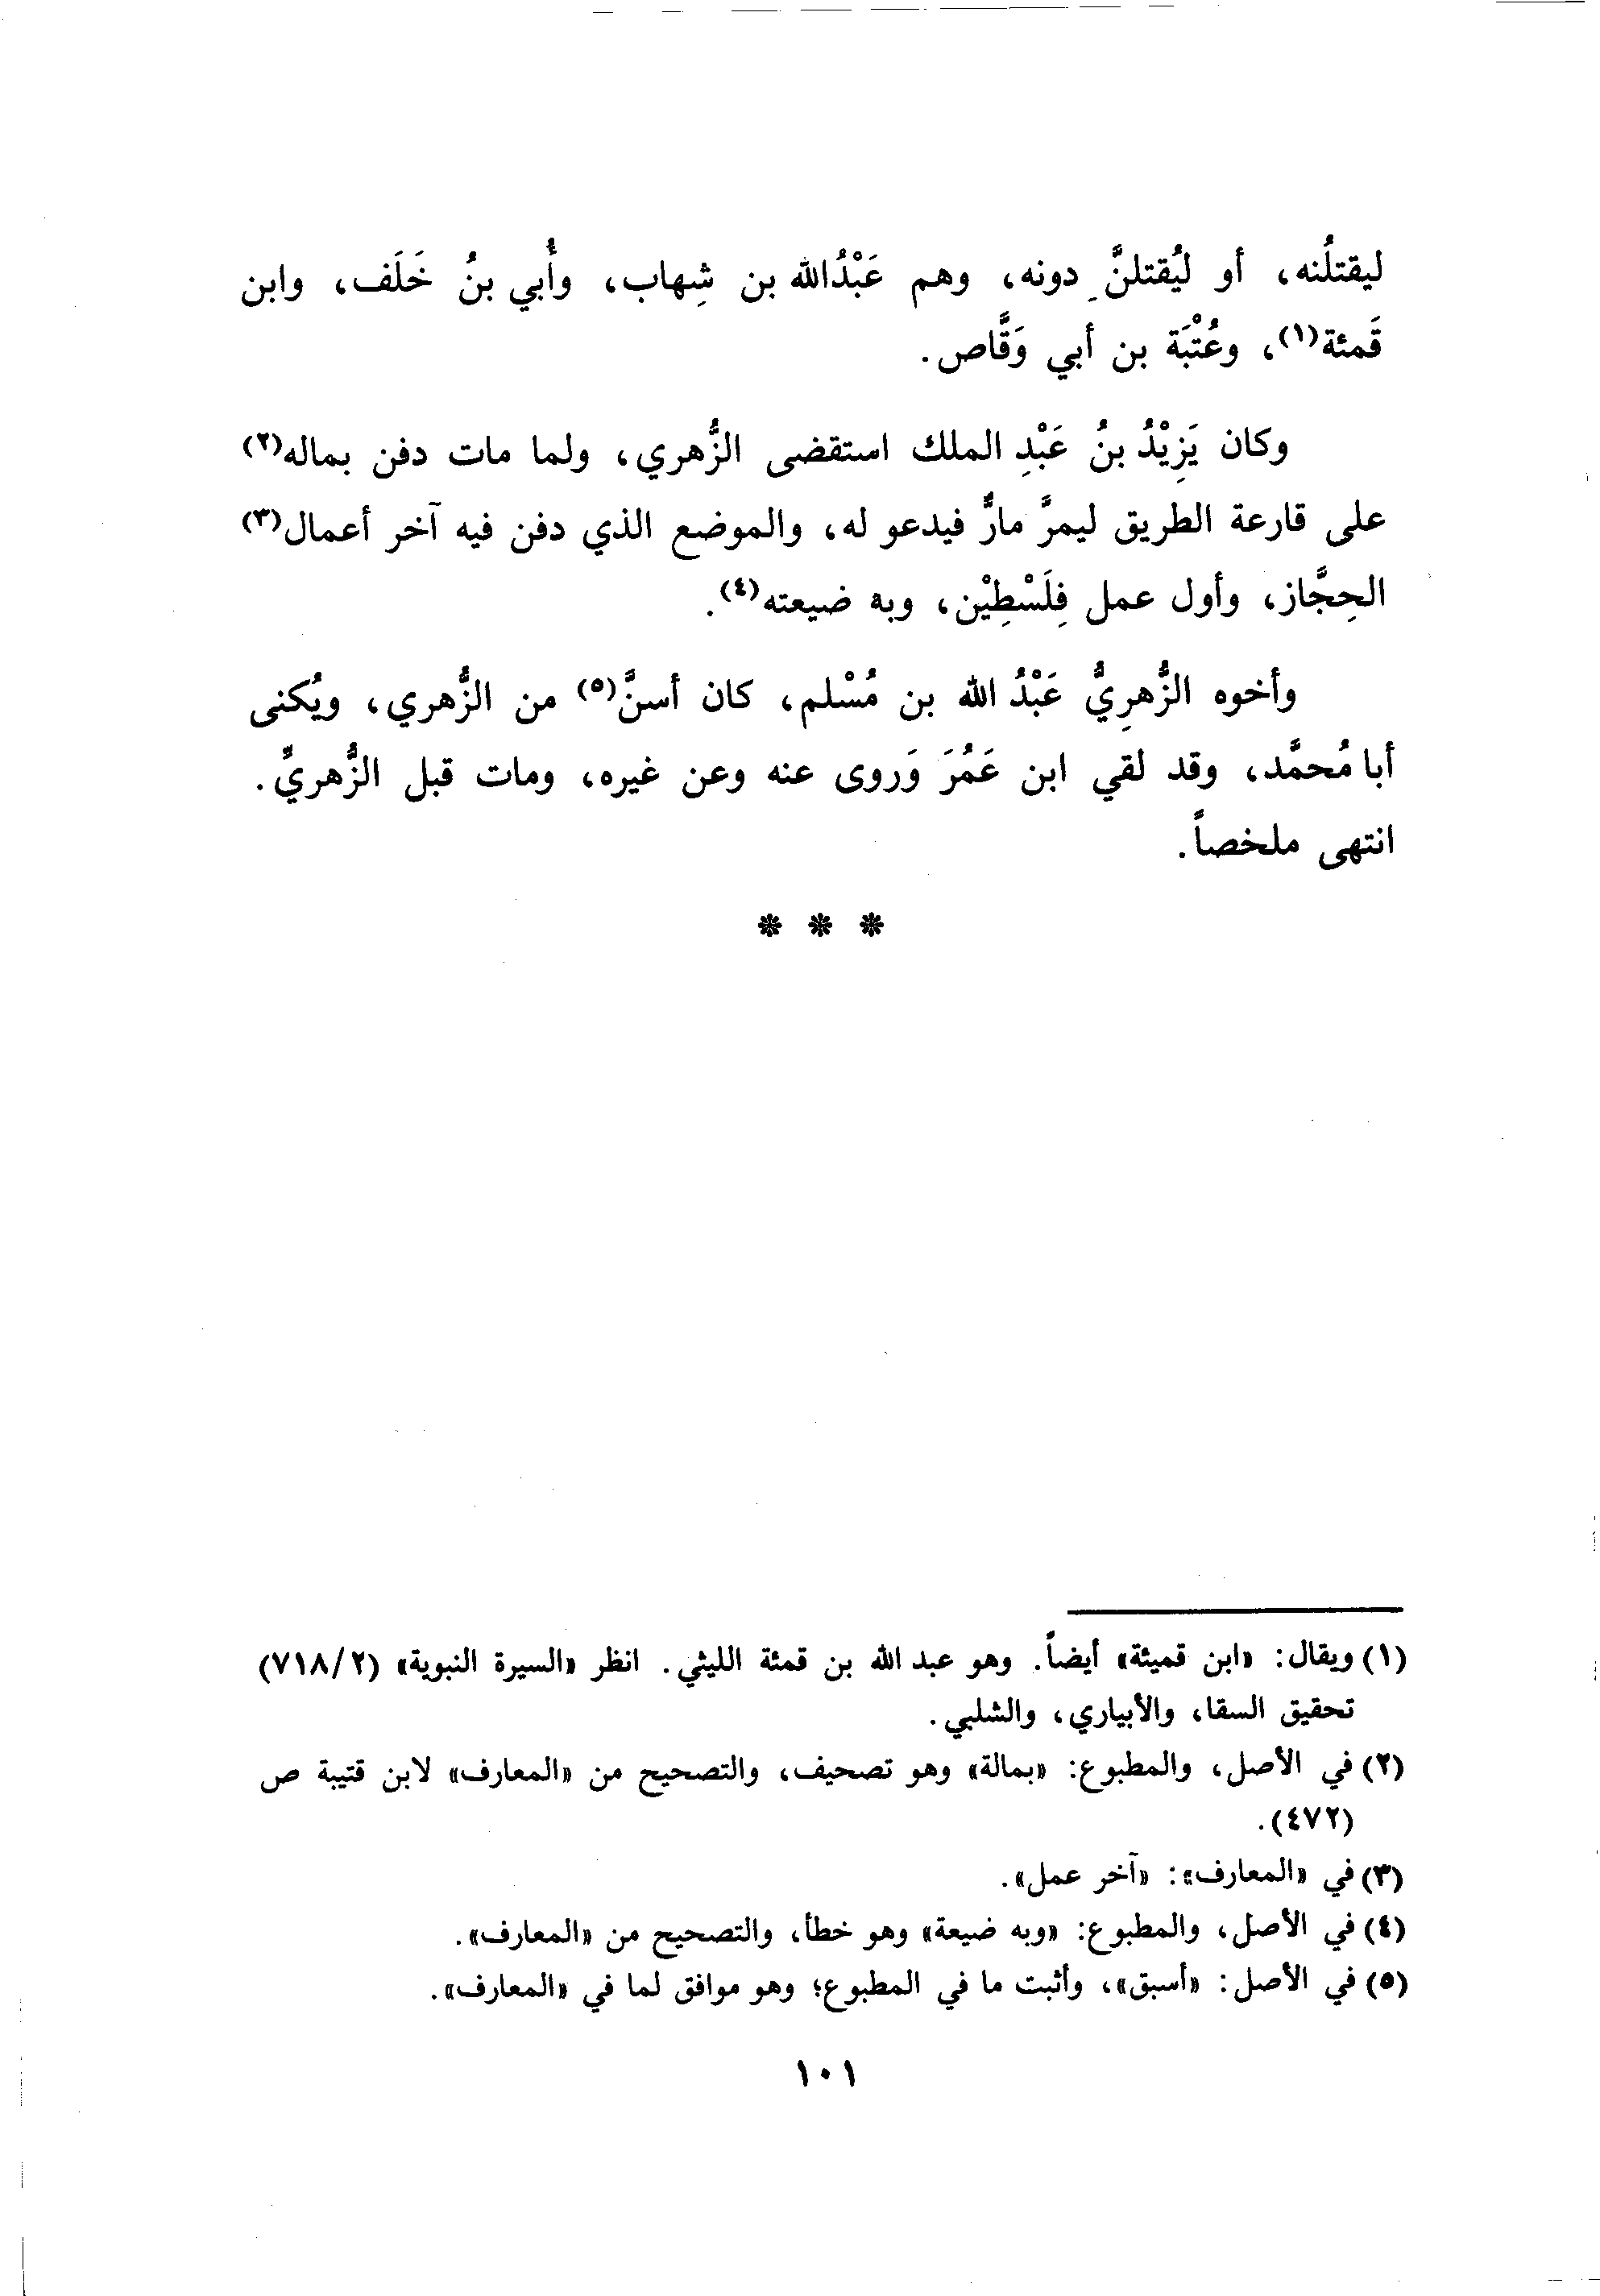 ليقتلُنه، أو ليُقتلنَّ دونه، وهم عَبْدُالله بن شِهاب، وأُبي بنُ خَلَف، وابن
قَمئة(١)، وعُتْبَة بن أبي وَقَّاص.
وكان يَزِيْدُ بنُ عَبْدِ الملك استقضى الزُّهري، ولما مات دفن بماله(٢)
على قارعة الطريق ليمرَّ مارٌّ فيدعو له، والموضع الذي دفن فيه آخر أعمال(٣)
الحِجَّاز، وأول عمل فِلَسْطِيْن، وبه ضيعته(٤).
وأخوه الزُّهرِيُّ عَبْدُ الله بن مُسْلم، كان أسنَّ(٥) من الزُّهري، ويُكنى
أبا مُحمَّد، وقد لقي ابن عَمُرَ وَروى عنه وعن غيره، ومات قبل الزُّهريِّ.
انتهى ملخصاً.
* * *
(١) ويقال: «ابن قميئة» أيضاً. وهو عبد الله بن قمئة الليثي. انظر «السيرة النبوية» (٧١٨/٢)
تحقيق السقا، والأبياري، والشلبي.
(٢) في الأصل، والمطبوع: «بمالة» وهو تصحيف، والتصحيح من «المعارف» لابن قتيبة ص
(٤٧٢).
(٣) في «المعارف»: «آخر عمل».
(٤) في الأصل، والمطبوع: «وبه ضيعة» وهو خطأ، والتصحيح من «المعارف».
(٥) في الأصل: «أسبق»، وأثبت ما في المطبوع؛ وهو موافق لما في «المعارف».
١٠١